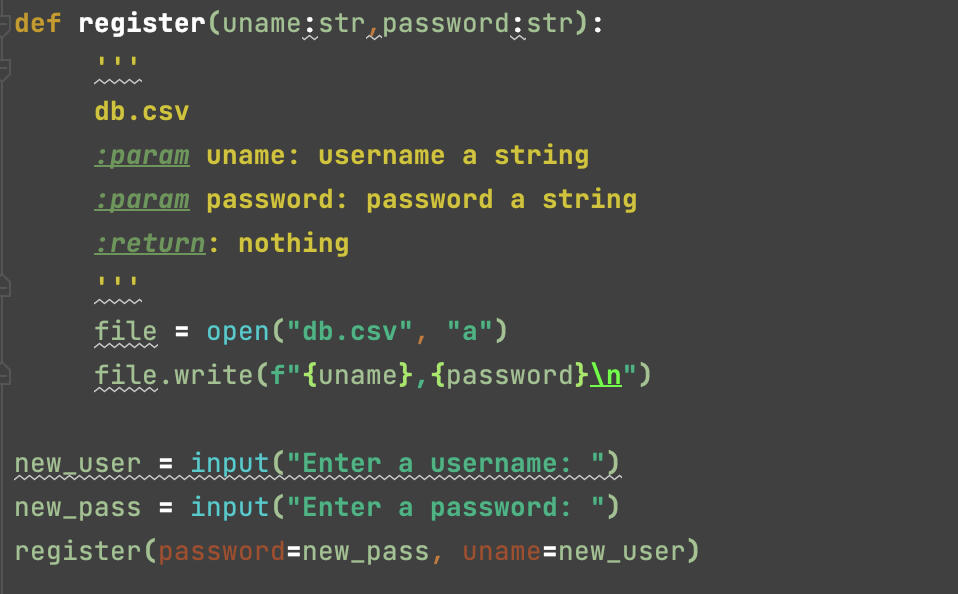 def register(uname:str,password:str):
'''
db.csv
:param uname: username a string
:param password: password a string
:return: nothing
'''
file = open("db.csv", "a")
file.write(f"{uname},{password}\n")
new_user = input("Enter a username: ")
new_pass = input("Enter a password: ")
register(password=new_pass, uname=new_user)